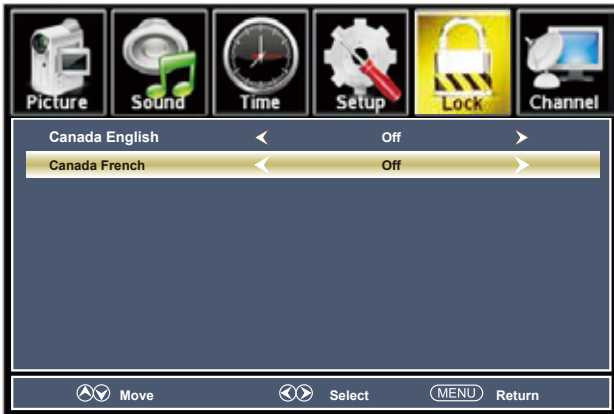 Picture Sound Time Setup Lock Channel
Canada English Off
Canada French Off
Move Select MENU Return